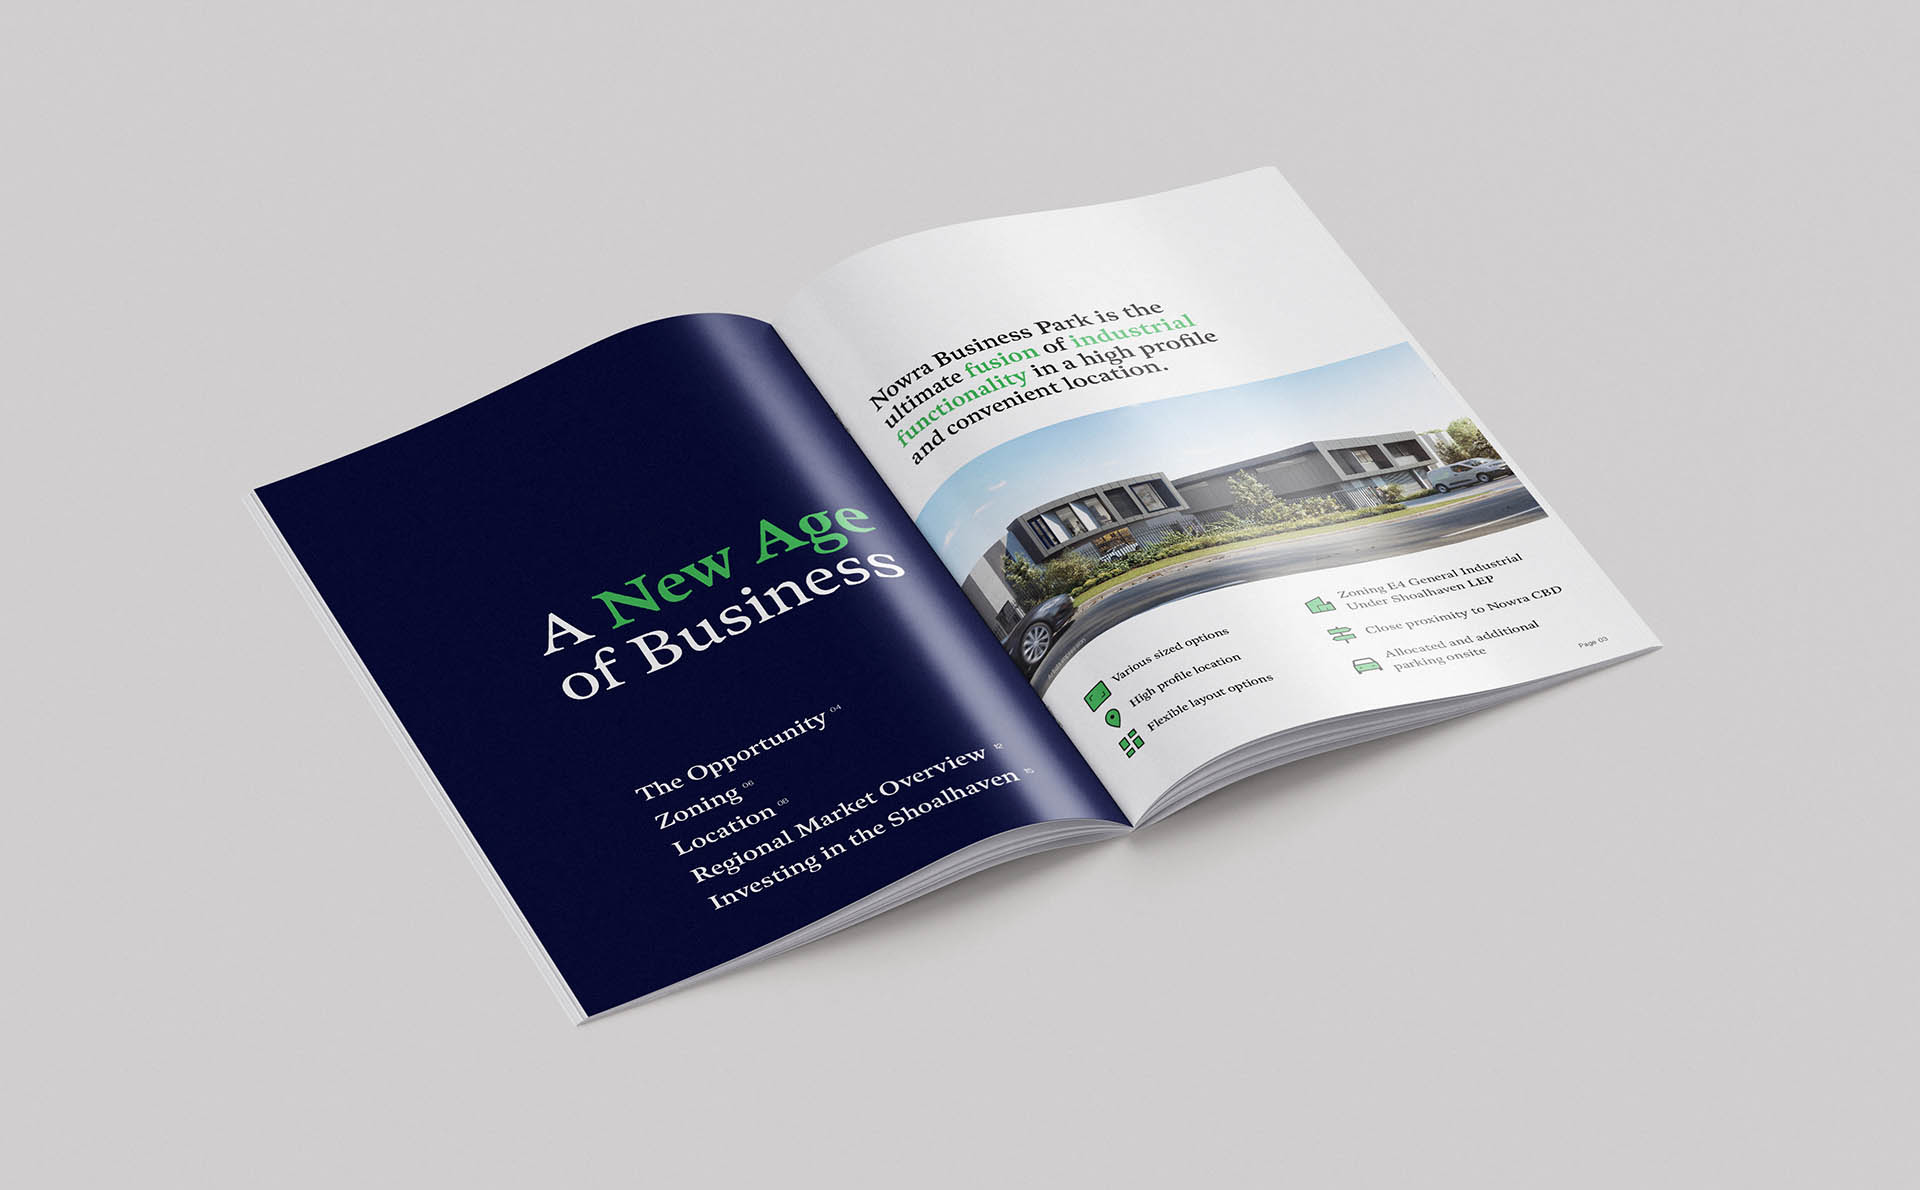 A New Age
of Business
The Opportunity 04
Zoning 06
Location 08
Regional Market Overview 12
Investing in the Shoalhaven 15
Nowra Business Park is the
ultimate fusion of industrial
functionality in a high profile
and convenient location.
Artist's impression
Various sized options
High profile location
Flexible layout options
Zoning E4 General Industrial
Under Shoalhaven LEP
Close proximity to Nowra CBD
Allocated and additional
parking onsite
Page 03